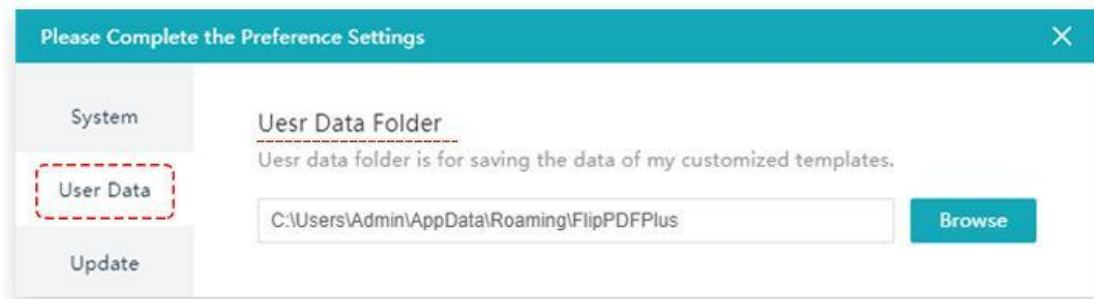 Please Complete the Preference Settings
System
User Data
Update
Uesr Data Folder
Uesr data folder is for saving the data of my customized templates.
C:\Users\Admin\AppData\Roaming\FlipPDFPlus
Browse